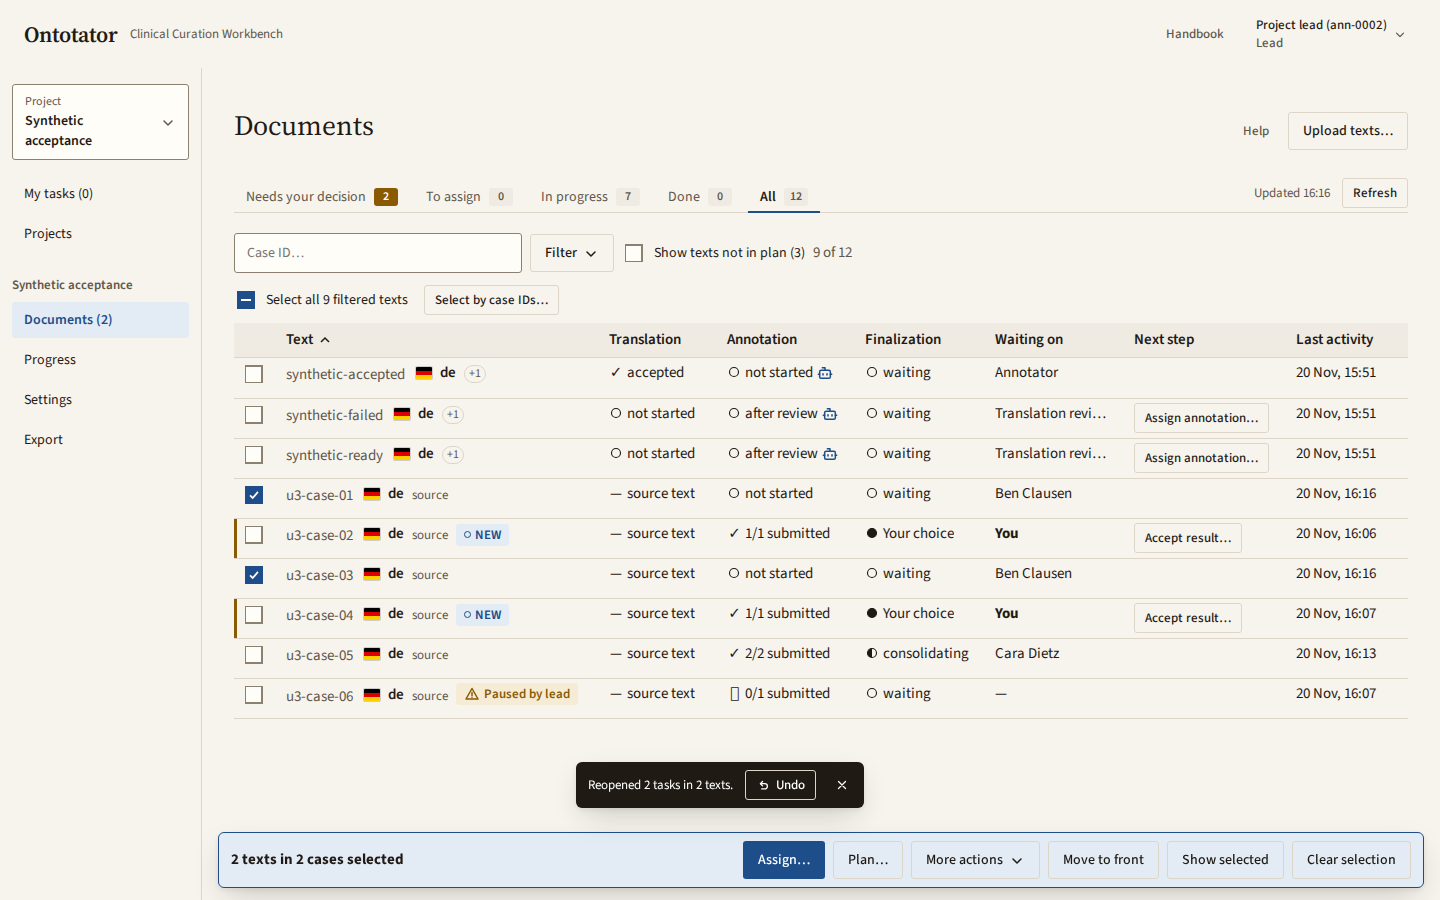 Ontotator Clinical Curation Workbench
Handbook
Project lead (ann-0002)
Lead
Project
Synthetic
acceptance
My tasks (0)
Projects
Synthetic acceptance
Documents (2)
Progress
Settings
Export
Documents
Help
Upload texts…
Needs your decision 2
To assign 0
In progress 7
Done 0
All 12
Updated 16:16
Refresh
Case ID…
Filter
Show texts not in plan (3) 9 of 12
Select all 9 filtered texts
Select by case IDs…
Text Translation Annotation Finalization Waiting on Next step Last activity
synthetic-accepted de +1 ✓ accepted not started waiting Annotator 20 Nov, 15:51
synthetic-failed de +1 not started after review waiting Translation revi… Assign annotation… 20 Nov, 15:51
synthetic-ready de +1 not started after review waiting Translation revi… Assign annotation… 20 Nov, 15:51
u3-case-01 de source — source text not started waiting Ben Clausen 20 Nov, 16:16
u3-case-02 de source NEW — source text ✓ 1/1 submitted Your choice You Accept result… 20 Nov, 16:06
u3-case-03 de source — source text not started waiting Ben Clausen 20 Nov, 16:16
u3-case-04 de source NEW — source text ✓ 1/1 submitted Your choice You Accept result… 20 Nov, 16:07
u3-case-05 de source — source text ✓ 2/2 submitted consolidating Cara Dietz 20 Nov, 16:13
u3-case-06 de source Paused by lead — source text 0/1 submitted waiting — 20 Nov, 16:07
Reopened 2 tasks in 2 texts. Undo
2 texts in 2 cases selected
Assign…
Plan…
More actions
Move to front
Show selected
Clear selection